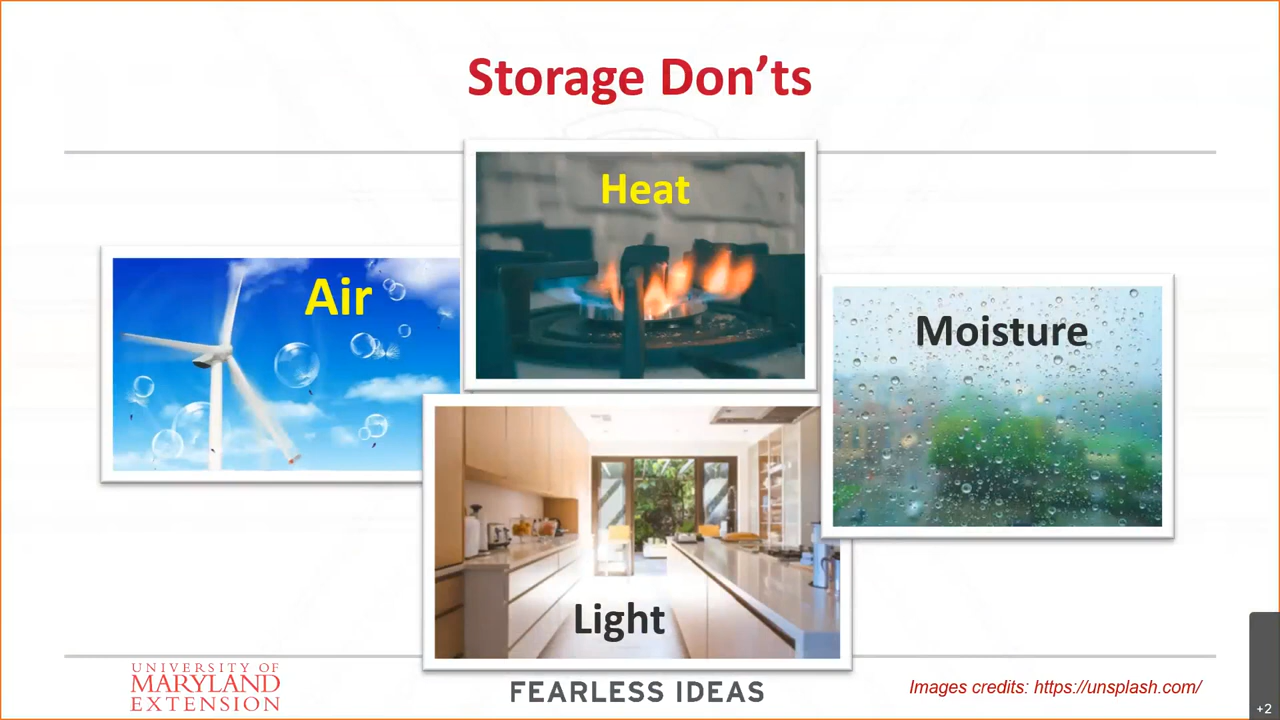 Storage Don’ts
Heat
Air
Moisture
Light
UNIVERSITY OF
MARYLAND
EXTENSION
FEARLESS IDEAS
Images credits: https://unsplash.com/
+2